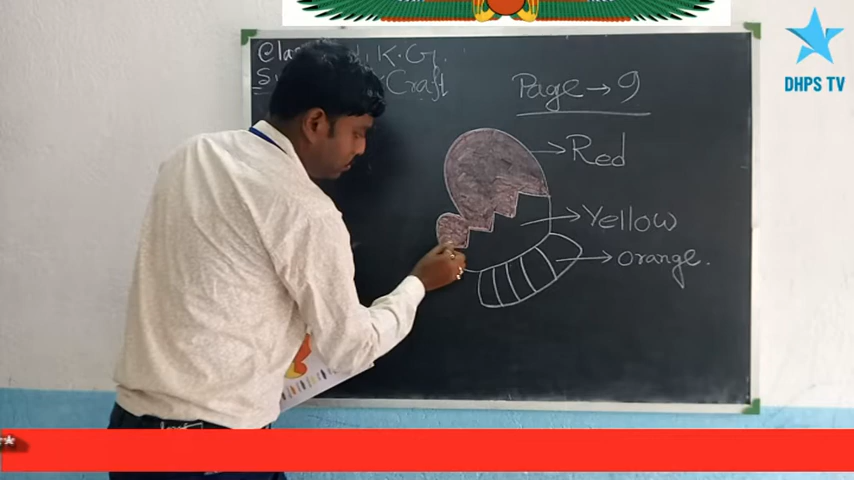 K.G.
Craft
Page → 9
→ Red
→ Yellow
→ orange.
DHPS TV
**